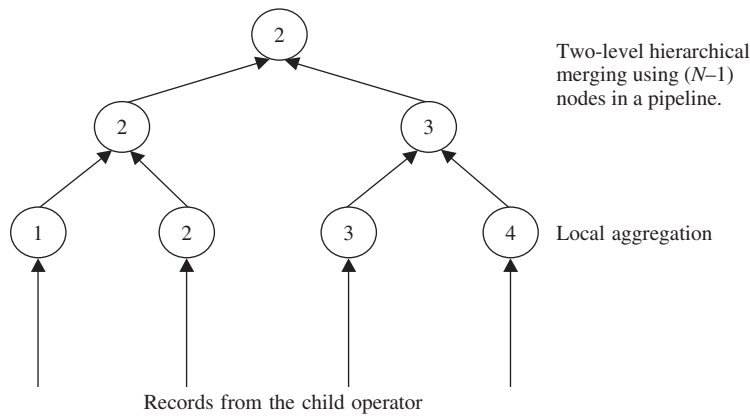 2
Two-level hierarchical
merging using (N–1)
nodes in a pipeline.
2
3
1
2
3
4
Local aggregation
Records from the child operator